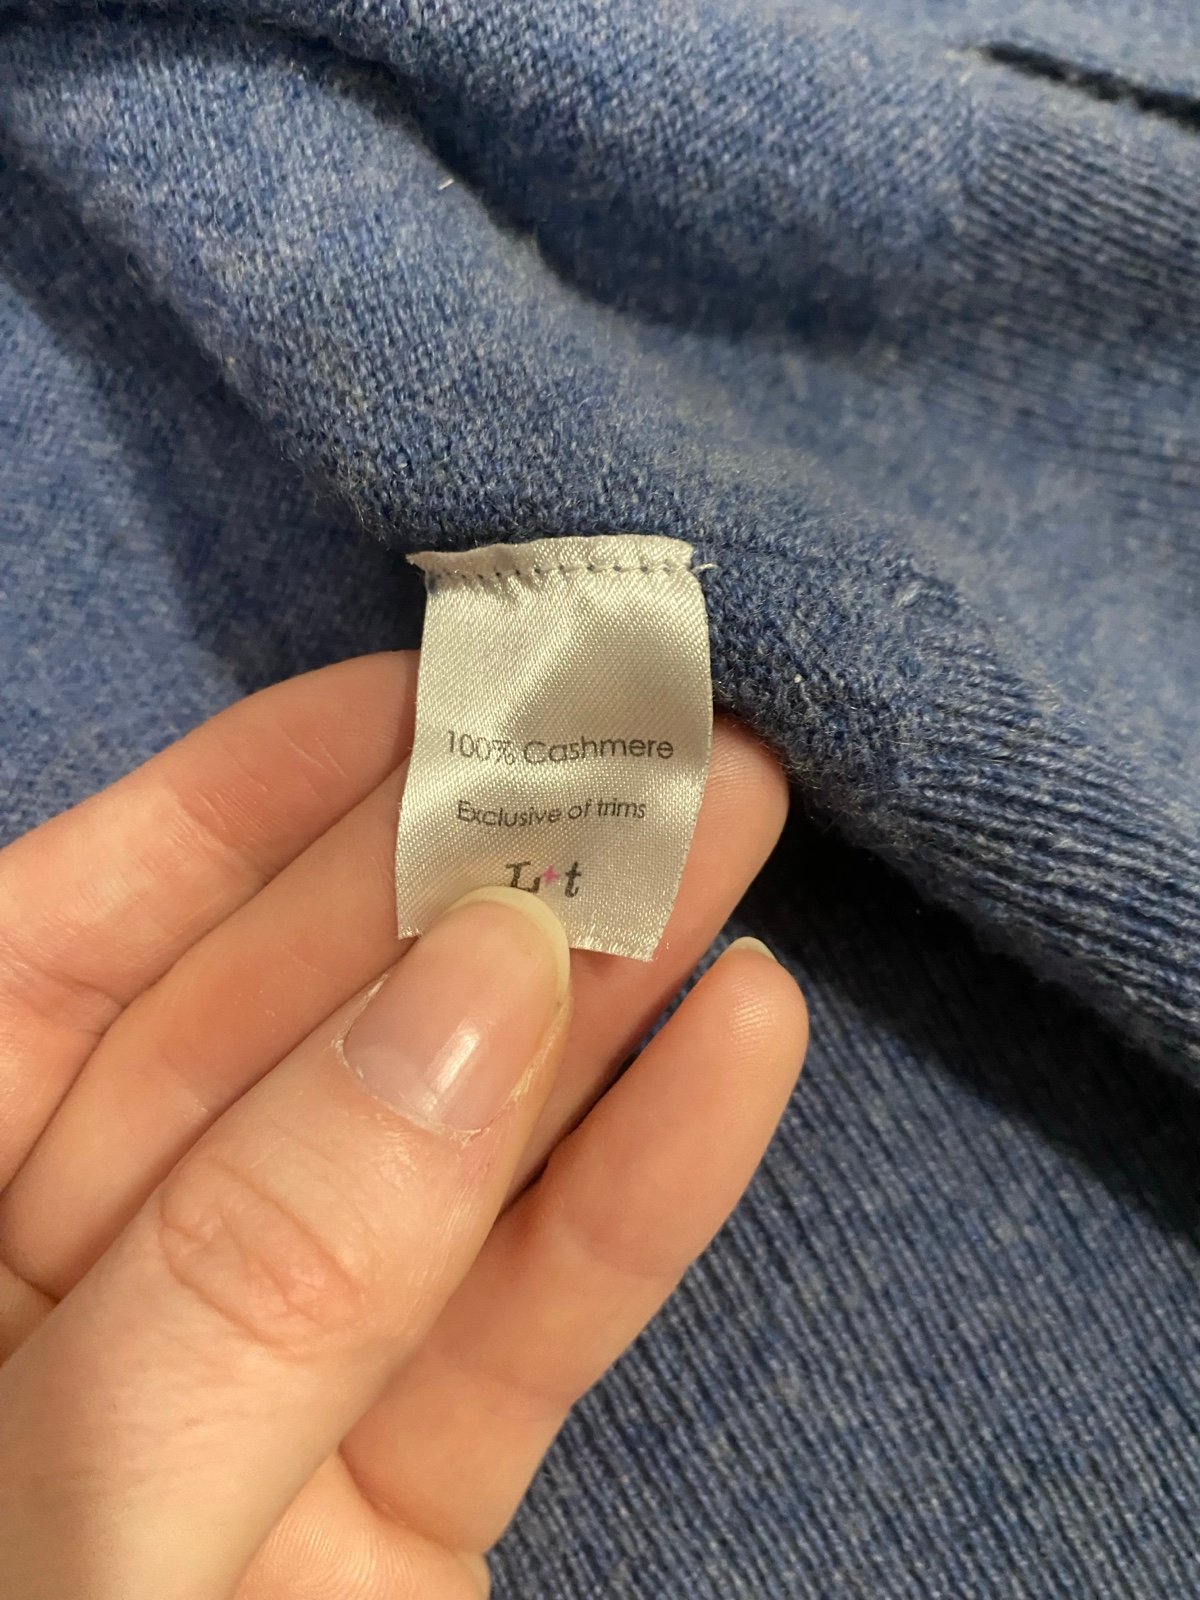 100% Cashmere
Exclusive of trims
L+t